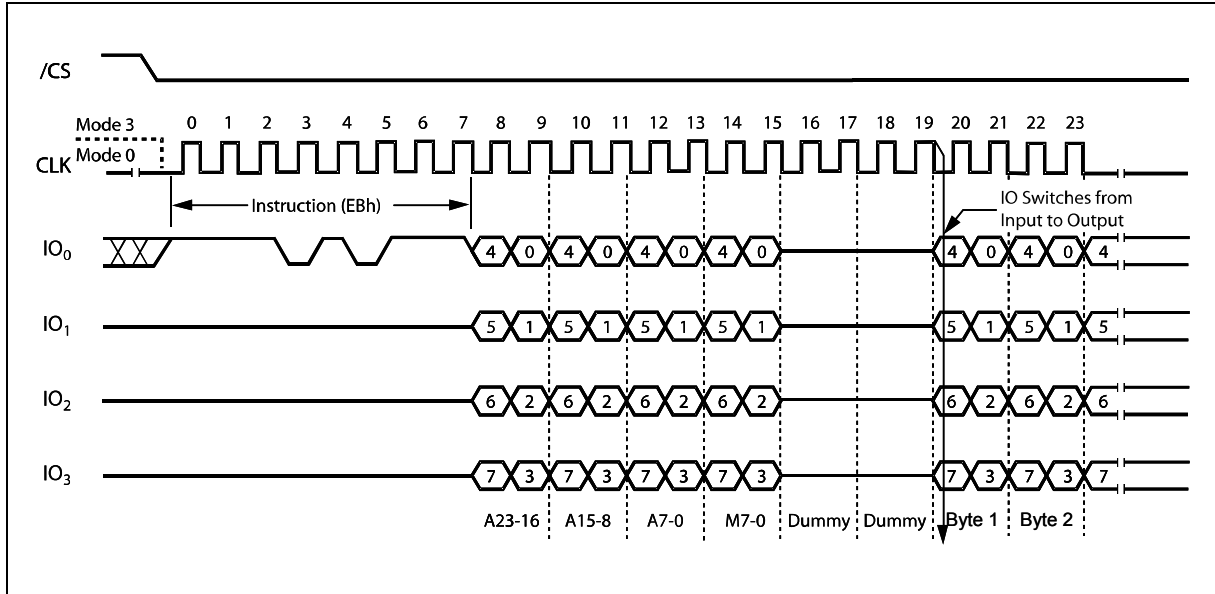 /CS
Mode 3
0 1 2 3 4 5 6 7 8 9 10 11 12 13 14 15 16 17 18 19 20 21 22 23
Mode 0
CLK
Instruction (EBh)
IO Switches from
Input to Output
IO0 4 0 4 0 4 0 4 0 4 0 4 0 4
IO1 5 1 5 1 5 1 5 1 5 1 5 1 5
IO2 6 2 6 2 6 2 6 2 6 2 6 2 6
IO3 7 3 7 3 7 3 7 3 7 3 7 3 7
A23-16 A15-8 A7-0 M7-0 Dummy Dummy Byte 1 Byte 2